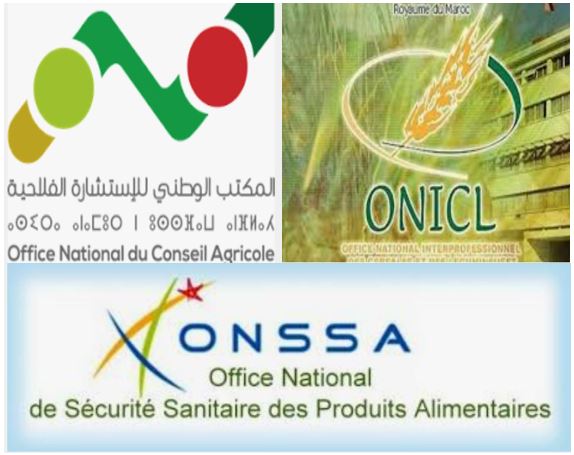 المكتب الوطني للإستشارة الفلاحية
Office National du Conseil Agricole
Royaume du Maroc
ONICL
OFFICE NATIONAL INTERPROFESSIONNEL
ONSSA
Office National
de Sécurité Sanitaire des Produits Alimentaires